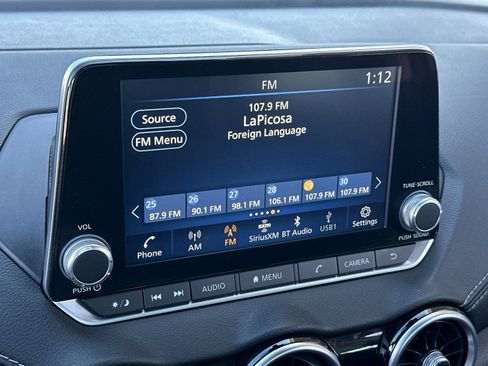 FM
1:12
Source
107.9 FM
LaPicosa
Foreign Language
FM Menu
25 26 27 28 29 30
87.9 FM 90.1 FM 98.1 FM 106.1 FM 107.9 FM 107.9 FM
Phone AM FM SiriusXM BT Audio USB1 Settings
VOL
PUSH
TUNE·SCROLL
PUSH SOUND
AUDIO MENU CAMERA